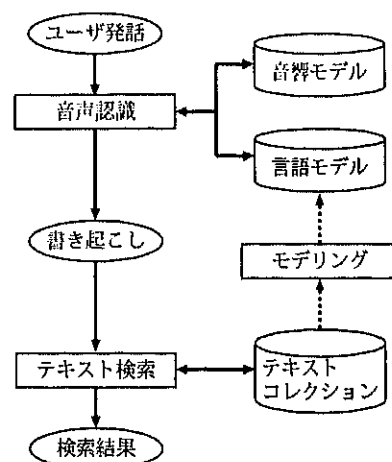 ユーザ発話
音響モデル
音声認識
言語モデル
書き起こし
モデリング
テキスト検索
テキスト
コレクション
検索結果